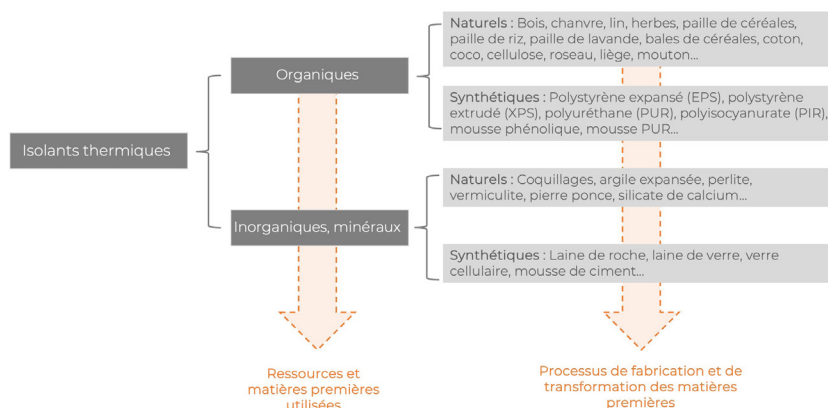 Isolants thermiques
Organiques
Naturels : Bois, chanvre, lin, herbes, paille de céréales,
paille de riz, paille de lavande, bales de céréales, coton,
coco, cellulose, roseau, liège, mouton...
Synthétiques : Polystyrène expansé (EPS), polystyrène
extrudé (XPS), polyuréthane (PUR), polyisocyanurate (PIR),
mousse phénolique, mousse PUR...
Inorganiques, minéraux
Naturels : Coquillages, argile expansée, perlite,
vermiculite, pierre ponce, silicate de calcium...
Synthétiques : Laine de roche, laine de verre, verre
cellulaire, mousse de ciment...
Ressources et
matières premières
utilisées
Processus de fabrication et de
transformation des matières
premières